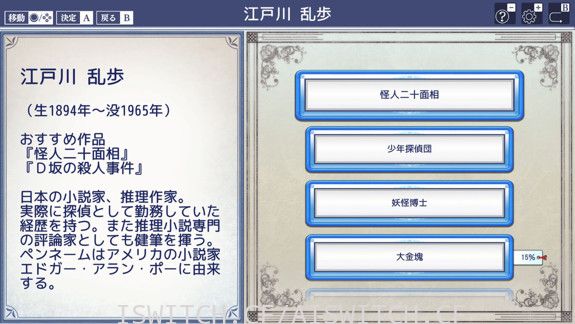 移動 / 決定 A 戻る B
江戸川 乱歩
? - + B
江戸川 乱歩
（生1894年～没1965年）
おすすめ作品
『怪人二十面相』
『Ｄ坂の殺人事件』
日本の小説家、推理作家。
実際に探偵として勤務していた
経歴を持つ。また推理小説専門
の評論家としても健筆を揮う。
ペンネームはアメリカの小説家
エドガー・アラン・ポーに由来
する。
怪人二十面相
少年探偵団
妖怪博士
大金塊
15%